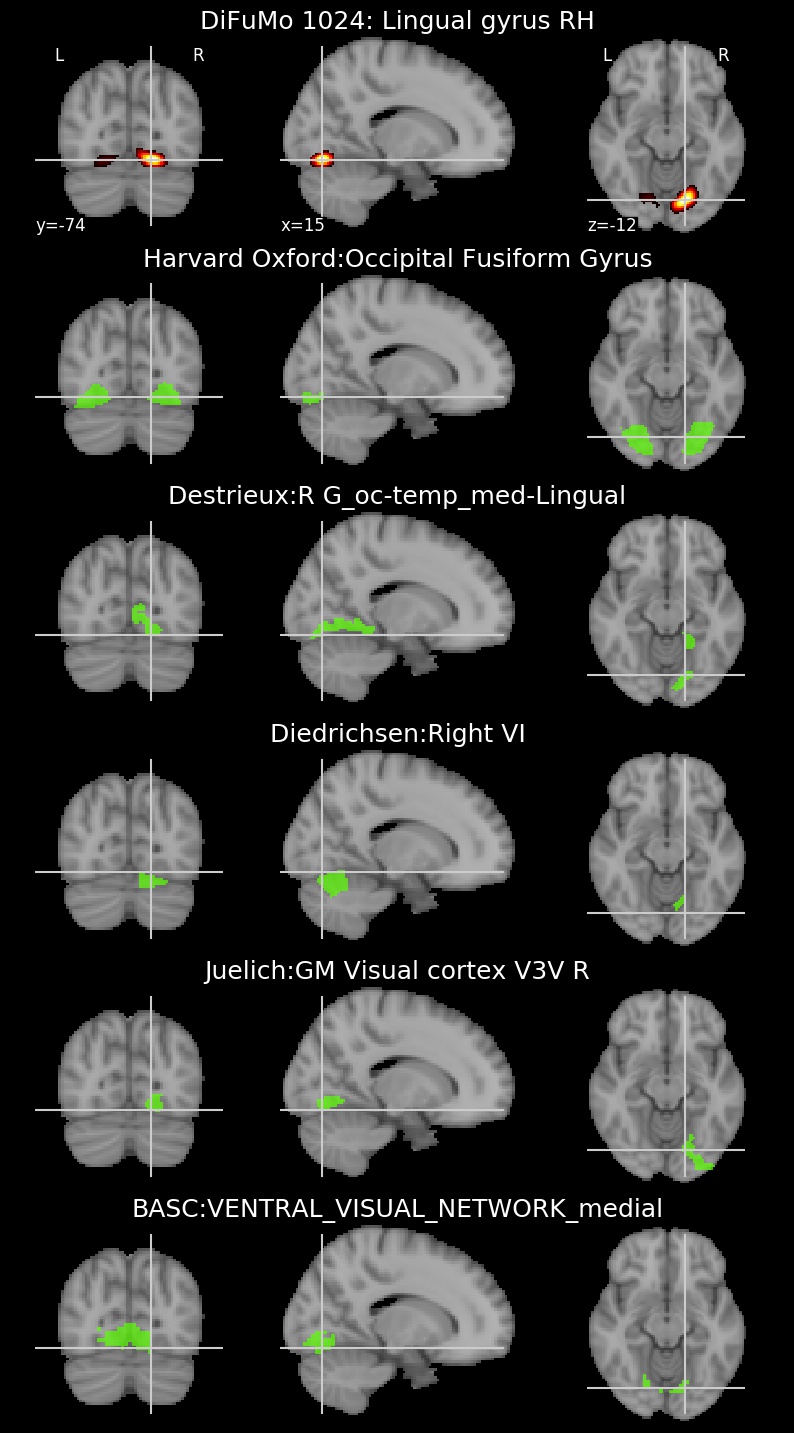 DiFuMo 1024: Lingual gyrus RH
L R L R
y=-74 x=15 z=-12
Harvard Oxford:Occipital Fusiform Gyrus
Destrieux:R G_oc-temp_med-Lingual
Diedrichsen:Right VI
Juelich:GM Visual cortex V3V R
BASC:VENTRAL_VISUAL_NETWORK_medial